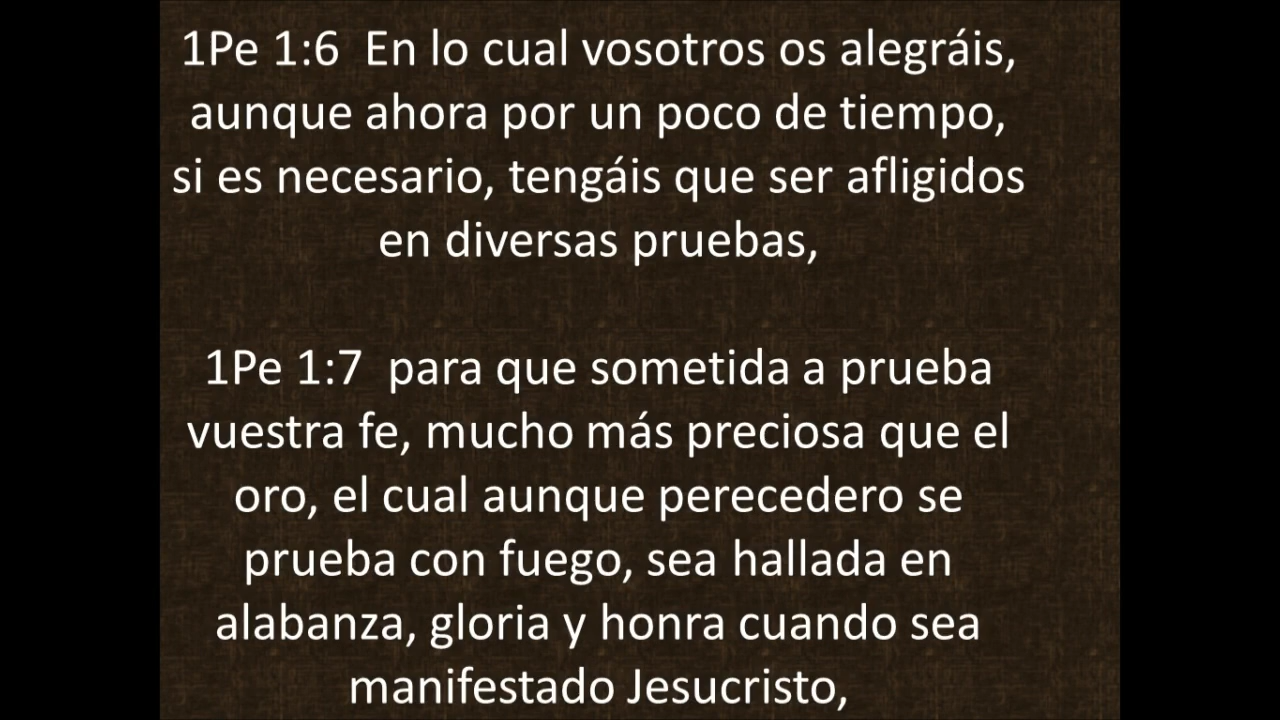 1Pe 1:6  En lo cual vosotros os alegráis,
aunque ahora por un poco de tiempo,
si es necesario, tengáis que ser afligidos
en diversas pruebas,
1Pe 1:7  para que sometida a prueba
vuestra fe, mucho más preciosa que el
oro, el cual aunque perecedero se
prueba con fuego, sea hallada en
alabanza, gloria y honra cuando sea
manifestado Jesucristo,